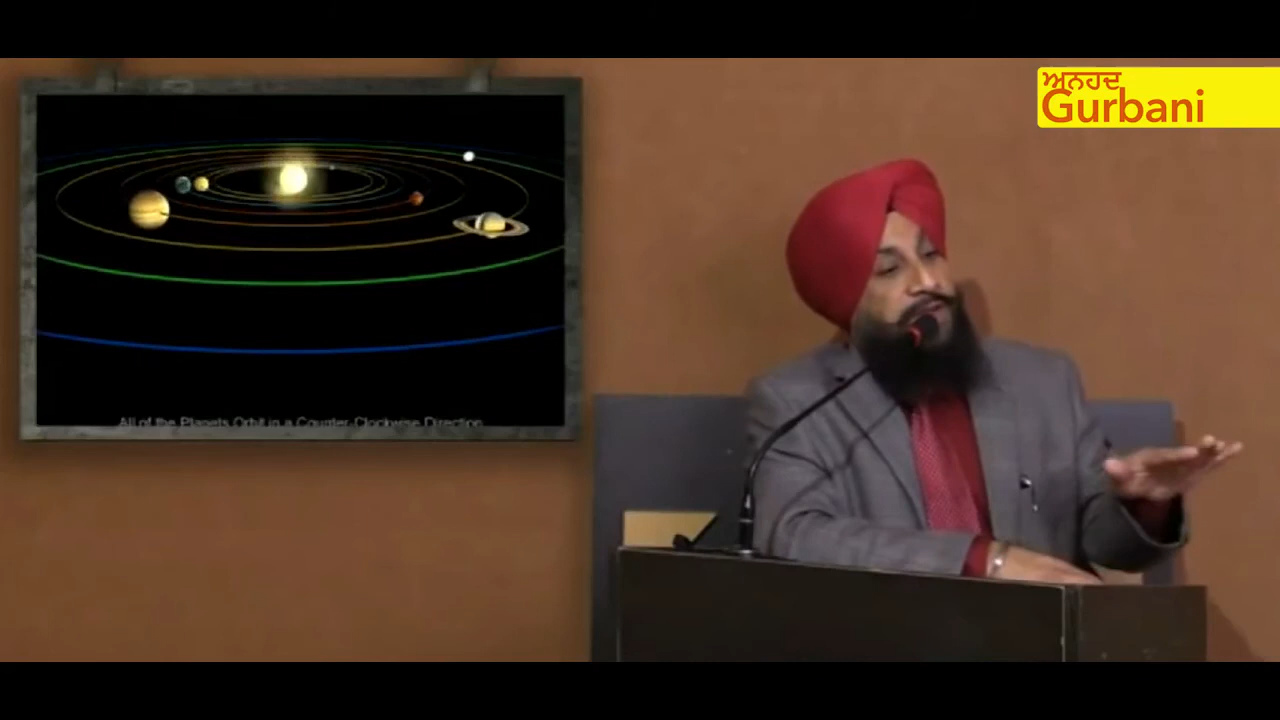 ਅਨਹਦ
Gurbani
All of the Planets Orbit in a Counter-Clockwise Direction